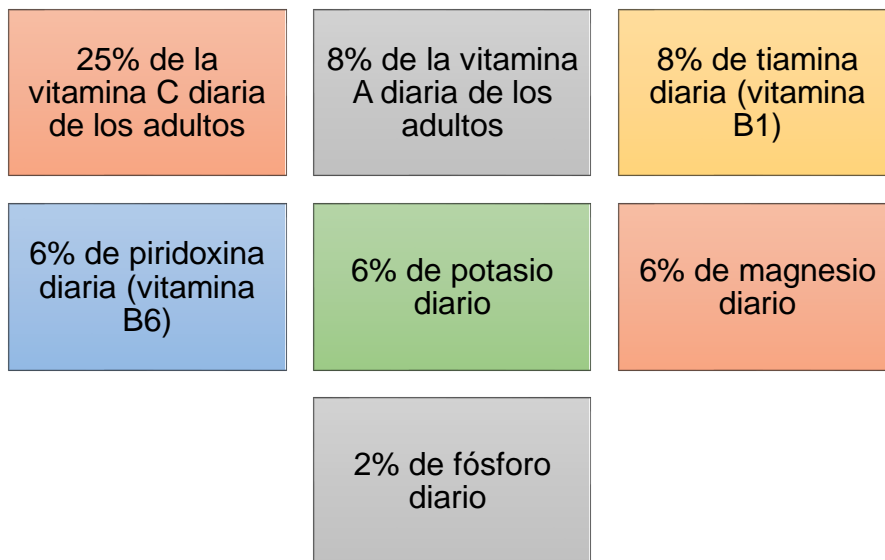 25% de la
vitamina C diaria
de los adultos
8% de la vitamina
A diaria de los
adultos
8% de tiamina
diaria (vitamina
B1)
6% de piridoxina
diaria (vitamina
B6)
6% de potasio
diario
6% de magnesio
diario
2% de fósforo
diario